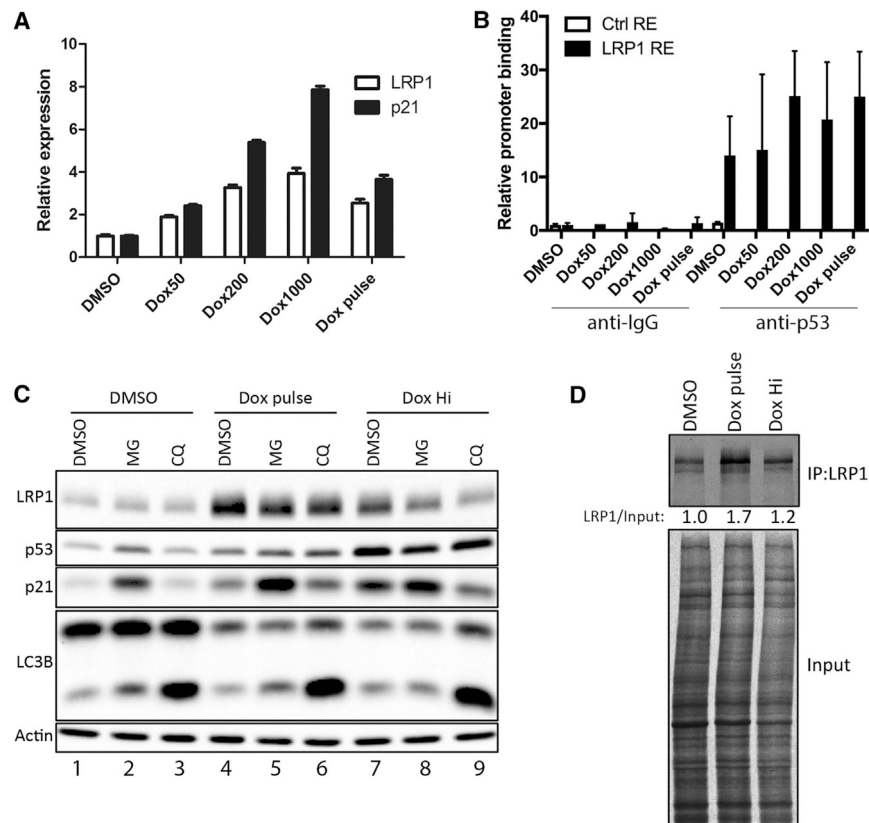 A
Relative expression
10
8
6
4
2
0
LRP1
p21
DMSO
Dox50
Dox200
Dox1000
Dox pulse
B
Relative promoter binding
40
30
20
10
0
Ctrl RE
LRP1 RE
DMSO
Dox50
Dox200
Dox1000
Dox pulse
DMSO
Dox50
Dox200
Dox1000
Dox pulse
anti-IgG
anti-p53
C
DMSO
Dox pulse
Dox Hi
DMSO
MG
CQ
DMSO
MG
CQ
DMSO
MG
CQ
LRP1
p53
p21
LC3B
Actin
1 2 3 4 5 6 7 8 9
D
DMSO
Dox pulse
Dox Hi
IP:LRP1
LRP1/Input: 1.0 1.7 1.2
Input